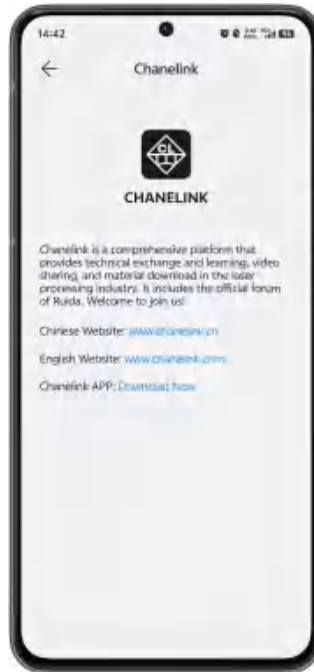 14:42
Chanelink
CHANELINK
Chanelink is a comprehensive platform that
provides technical exchange and learning, video
sharing, and material download in the laser
processing industry. It includes the official forum
of Ruida. Welcome to join us!
Chinese Website: www.chanelink.cn
English Website: www.chanelink.com
Chanelink APP: Download Now